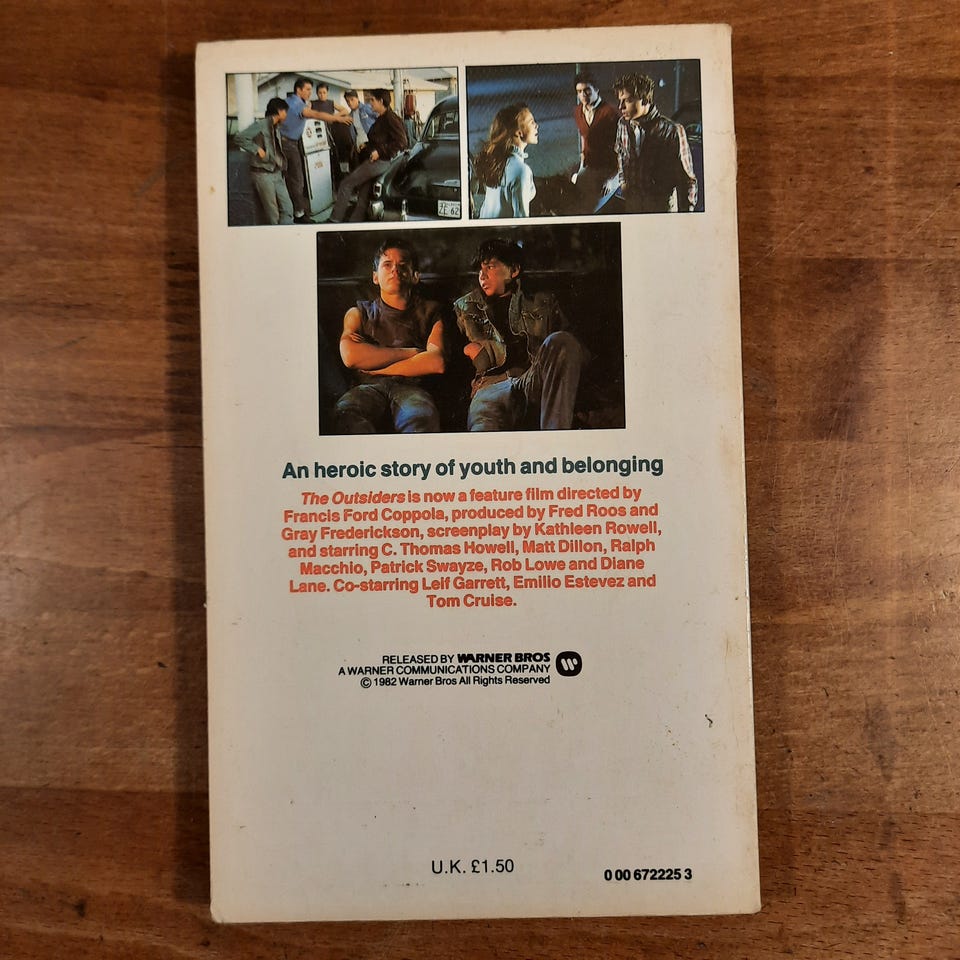 ZE 62
An heroic story of youth and belonging
The Outsiders is now a feature film directed by
Francis Ford Coppola, produced by Fred Roos and
Gray Frederickson, screenplay by Kathleen Rowell,
and starring C. Thomas Howell, Matt Dillon, Ralph
Macchio, Patrick Swayze, Rob Lowe and Diane
Lane. Co-starring Leif Garrett, Emilio Estevez and
Tom Cruise.
RELEASED BY WARNER BROS
A WARNER COMMUNICATIONS COMPANY
© 1982 Warner Bros All Rights Reserved
U.K. £1.50
0 00 672225 3